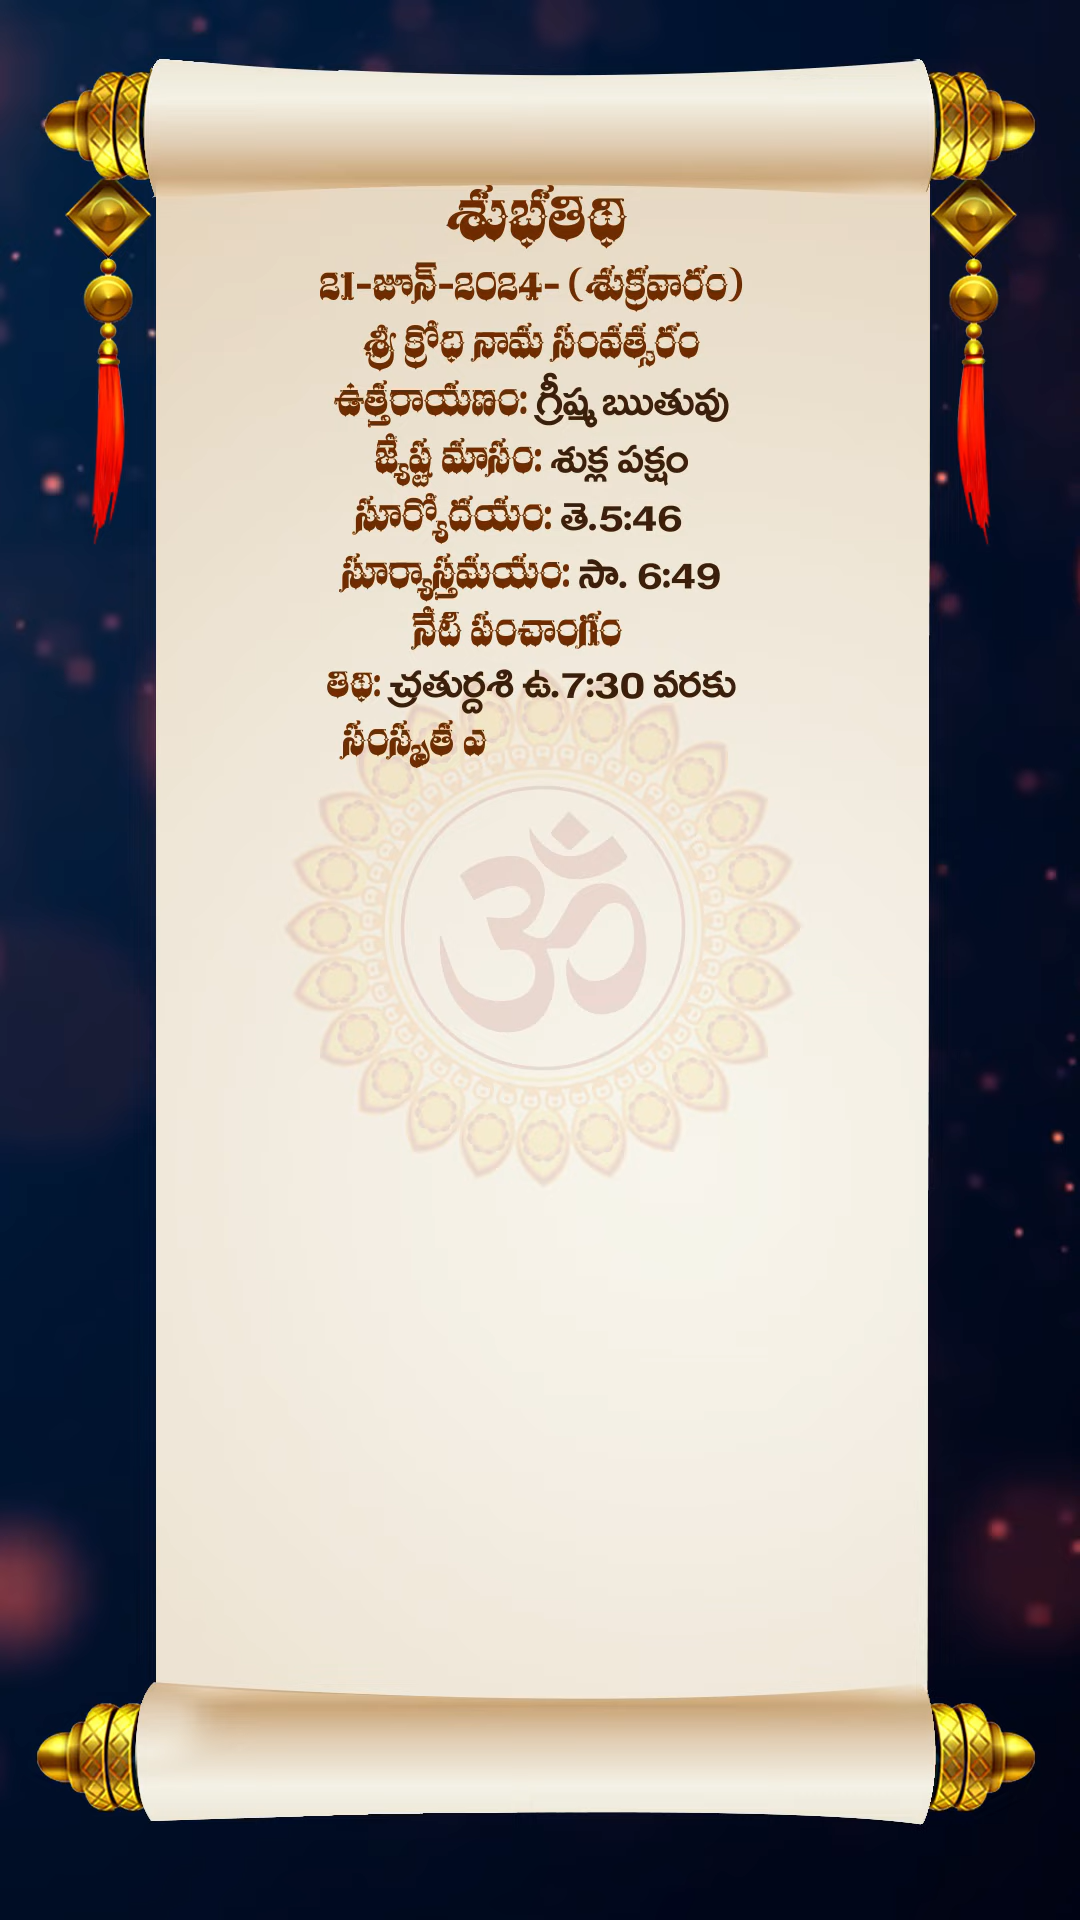 శుభతిథి
21-జూన్-2024- (శుక్రవారం)
శ్రీ క్రోధి నామ సంవత్సరం
ఉత్తరాయణం: గ్రీష్మ ఋతువు
జ్యేష్ట మాసం: శుక్ల పక్షం
సూర్యోదయం: తె.5:46
సూర్యాస్తమయం: సా. 6:49
నేటి పంచాంగం
తిథి: చ్రతుర్దశి ఉ.7:30 వరకు
సంస్కృత ఎ
ॐ